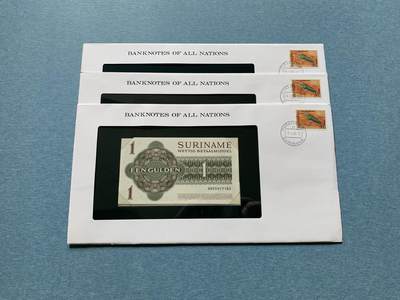 BANKNOTES OF ALL NATIONS
BANKNOTES OF ALL NATIONS
BANKNOTES OF ALL NATIONS
1
SURINAME
WETTIG BETAALMIDDEL
EEN GULDEN
1
1